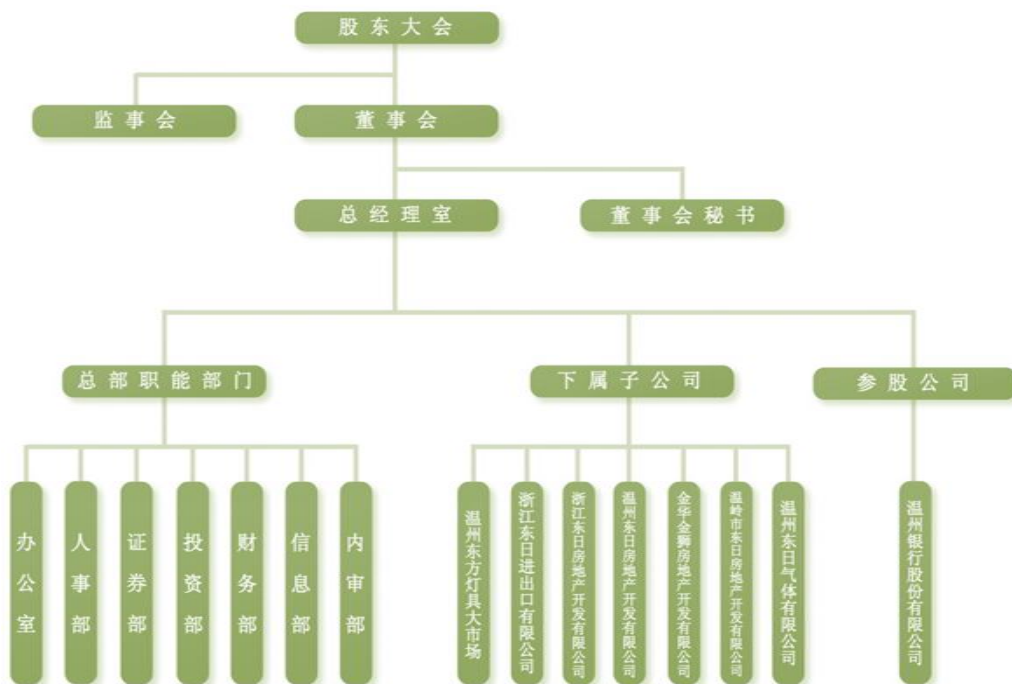 股东大会
监事会
董事会
总经理室
董事会秘书
总部职能部门
下属子公司
参股公司
办公室
人事部
证券部
投资部
财务部
信息部
内审部
温州东方灯具大市场
浙江东日进出口有限公司
浙江东日房地产开发有限公司
温州东日房地产开发有限公司
金华金狮房地产开发有限公司
温岭市东日房地产开发有限公司
温州东日气体有限公司
温州银行股份有限公司